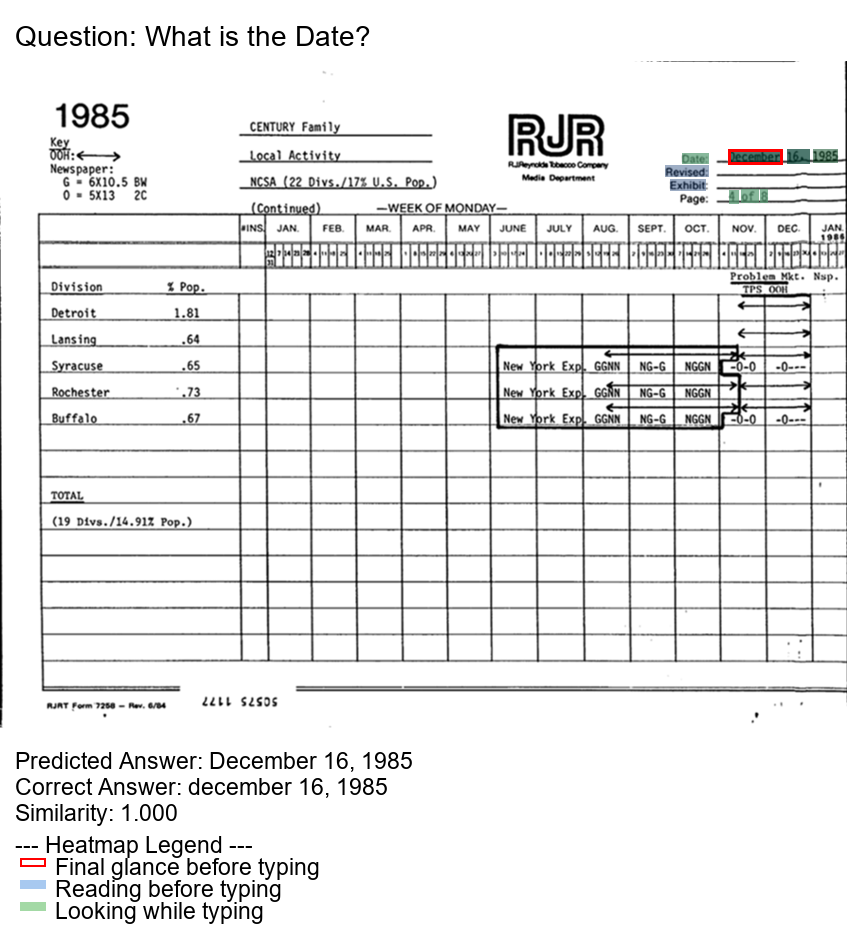 Question: What is the Date?
1985
Key
OOH:
Newspaper:
G = 6X10.5 BW
O = 5X13 2C
CENTURY Family
Local Activity
NCSA (22 Divs./17% U.S. Pop.)
(Continued)
RJR
RJReynolds Tobacco Company
Media Department
Date: December 16, 1985
Revised:
Exhibit:
Page: 4 of 8
—WEEK OF MONDAY—
#INS. JAN. FEB. MAR. APR. MAY JUNE JULY AUG. SEPT. OCT. NOV. DEC. JAN. 1986
Problem Mkt. Nsp.
Division % Pop. TPS OOH
Detroit 1.81
Lansing .64
Syracuse .65 New York Exp. GGNN NG-G NGGN -0-0 -0---
Rochester .73 New York Exp. GGNN NG-G NGGN
Buffalo .67 New York Exp. GGNN NG-G NGGN -0-0 -0---
TOTAL
(19 Divs./14.91% Pop.)
RJRT Form 7258 — Rev. 6/84
50575 1177
Predicted Answer: December 16, 1985
Correct Answer: december 16, 1985
Similarity: 1.000
--- Heatmap Legend ---
Final glance before typing
Reading before typing
Looking while typing